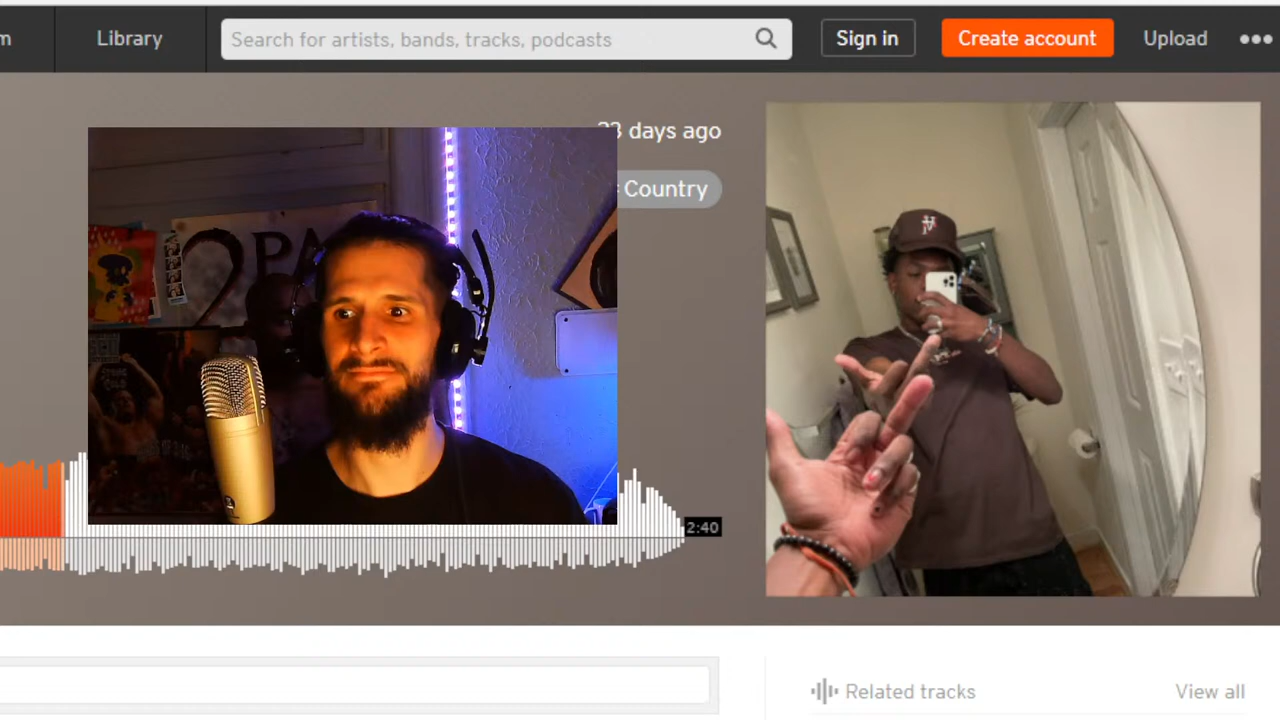 Library
Search for artists, bands, tracks, podcasts
Sign in
Create account
Upload
days ago
Country
2PA
2:40
Related tracks
View all